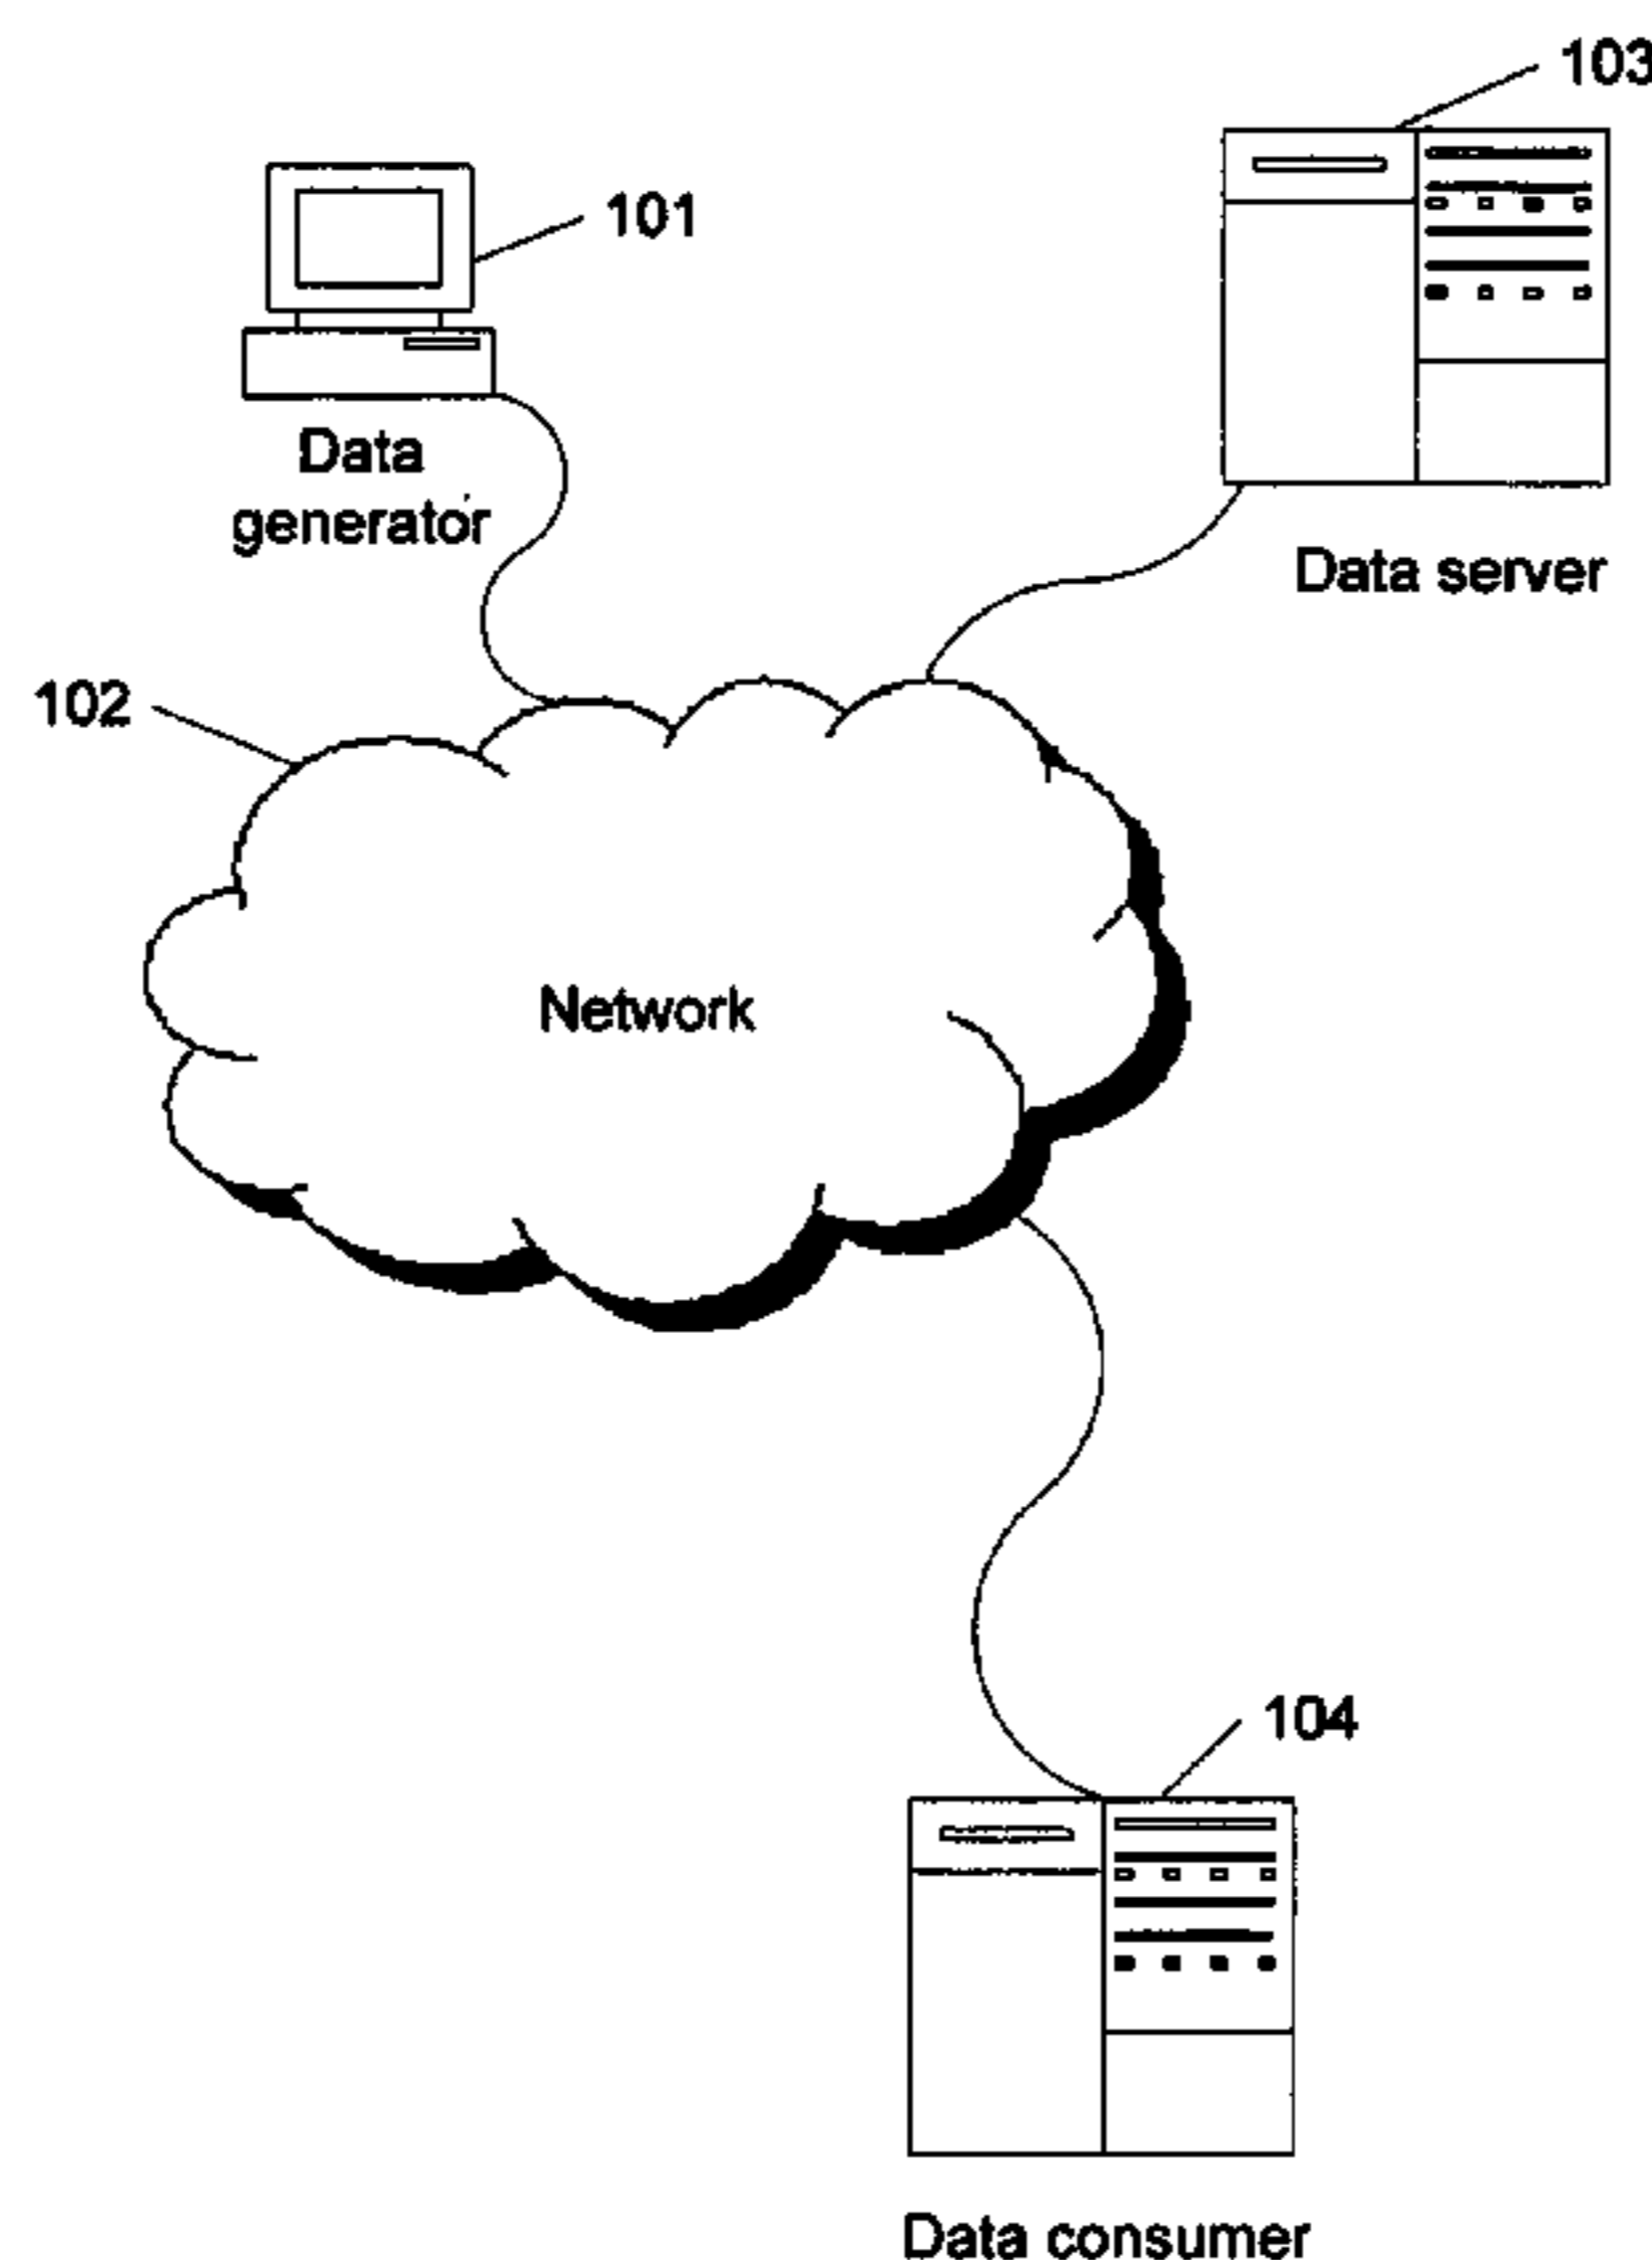 103
101
Data
generator
Data server
102
Network
104
Data consumer